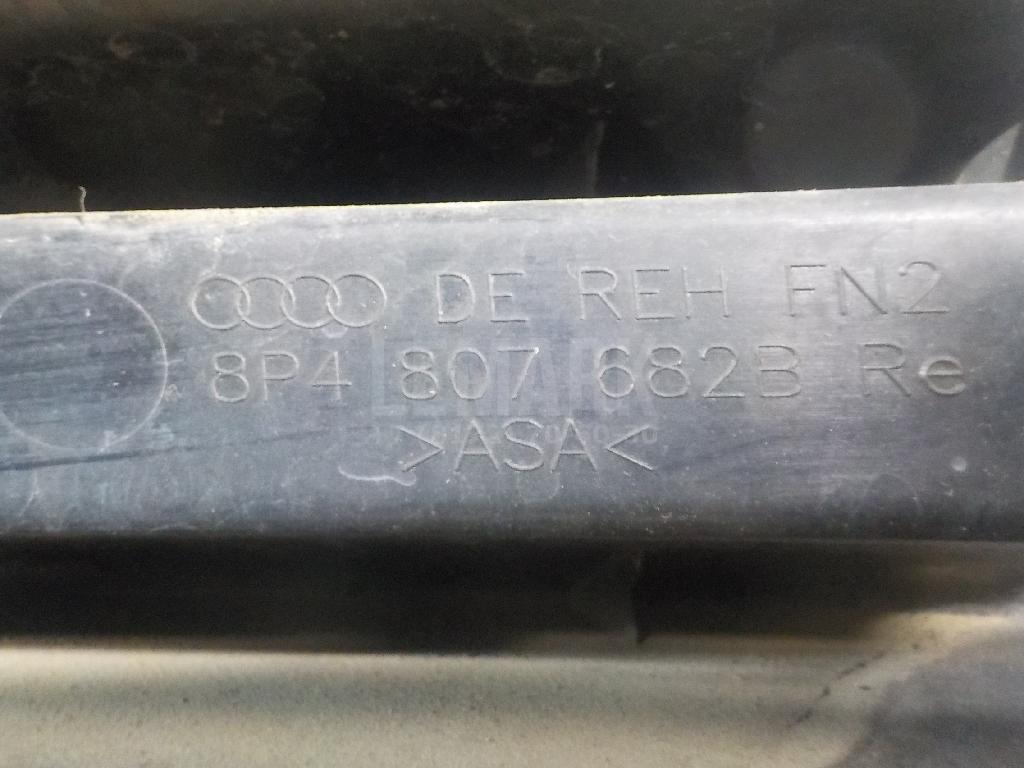 DE REH FN2
8P4 807 682B Re
>ASA<